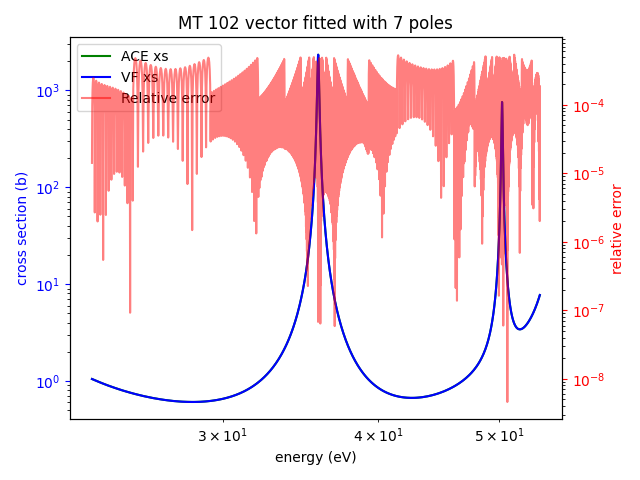 MT 102 vector fitted with 7 poles
ACE xs
VF xs
Relative error
10³
10²
10¹
10⁰
cross section (b)
10⁻⁴
10⁻⁵
10⁻⁶
10⁻⁷
10⁻⁸
relative error
3 × 10¹ 4 × 10¹ 5 × 10¹
energy (eV)